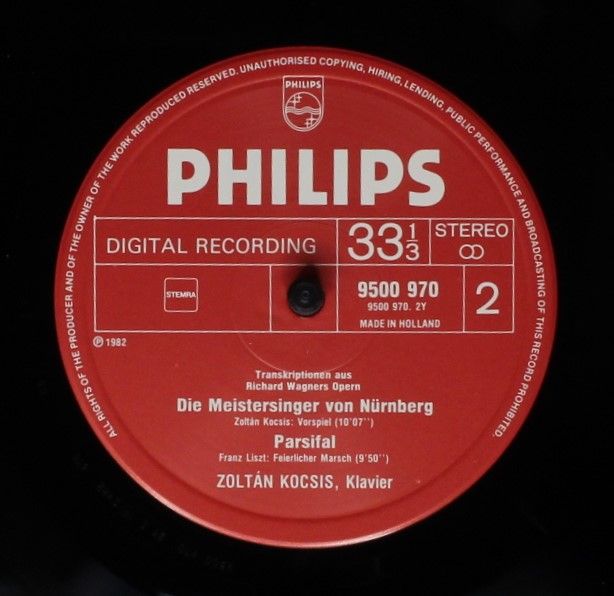 ALL RIGHTS OF THE PRODUCER AND OF THE OWNER OF THE WORK REPRODUCED RESERVED. UNAUTHORISED COPYING, HIRING, LENDING, PUBLIC PERFORMANCE AND BROADCASTING OF THIS RECORD PROHIBITED.
PHILIPS
PHILIPS
DIGITAL RECORDING
33 1/3
STEREO
STEMRA
9500 970
9500 970. 2Y
MADE IN HOLLAND
2
℗ 1982
Transkriptionen aus
Richard Wagners Opern
Die Meistersinger von Nürnberg
Zoltán Kocsis: Vorspiel (10'07'')
Parsifal
Franz Liszt: Feierlicher Marsch (9'50'')
ZOLTÁN KOCSIS, Klavier